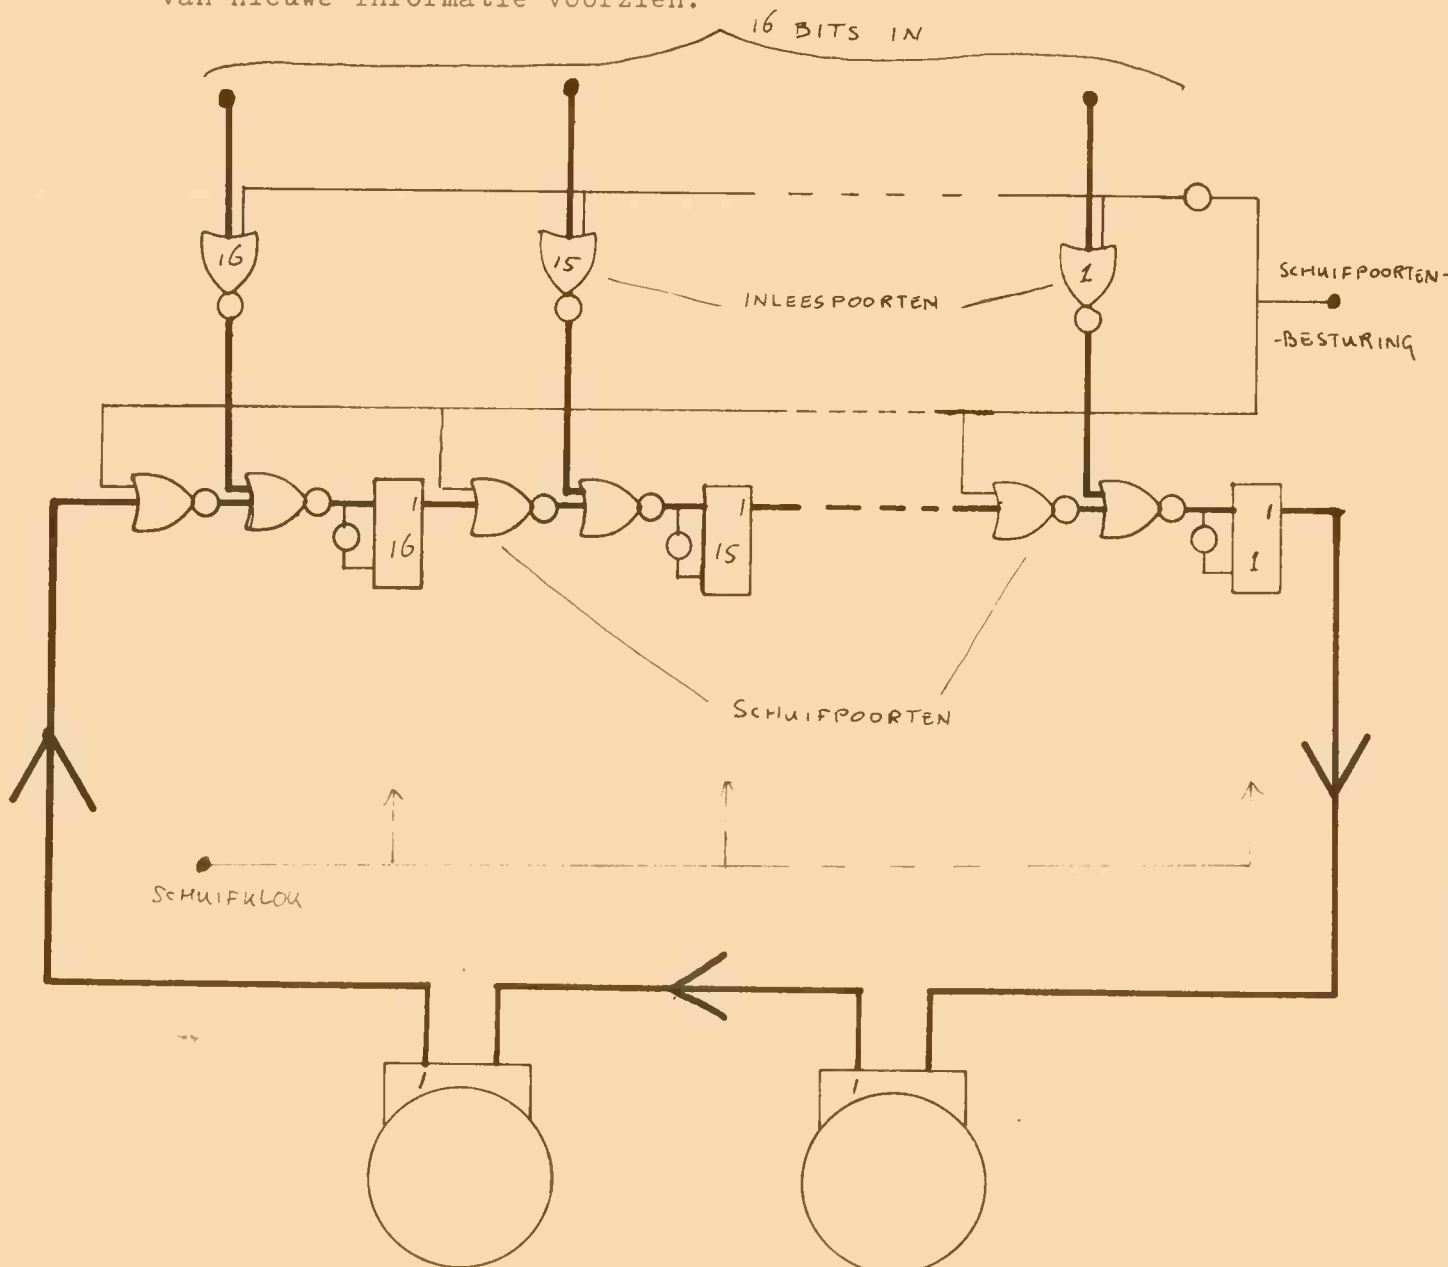 van nieuwe informatie voorzien.
16 BITS IN
16
15
1
INLEESPOORTEN
SCHUIFPOORTEN-
-BESTURING
1
16
1
15
1
1
SCHUIFPOORTEN
SCHUIFKLOK
1
1